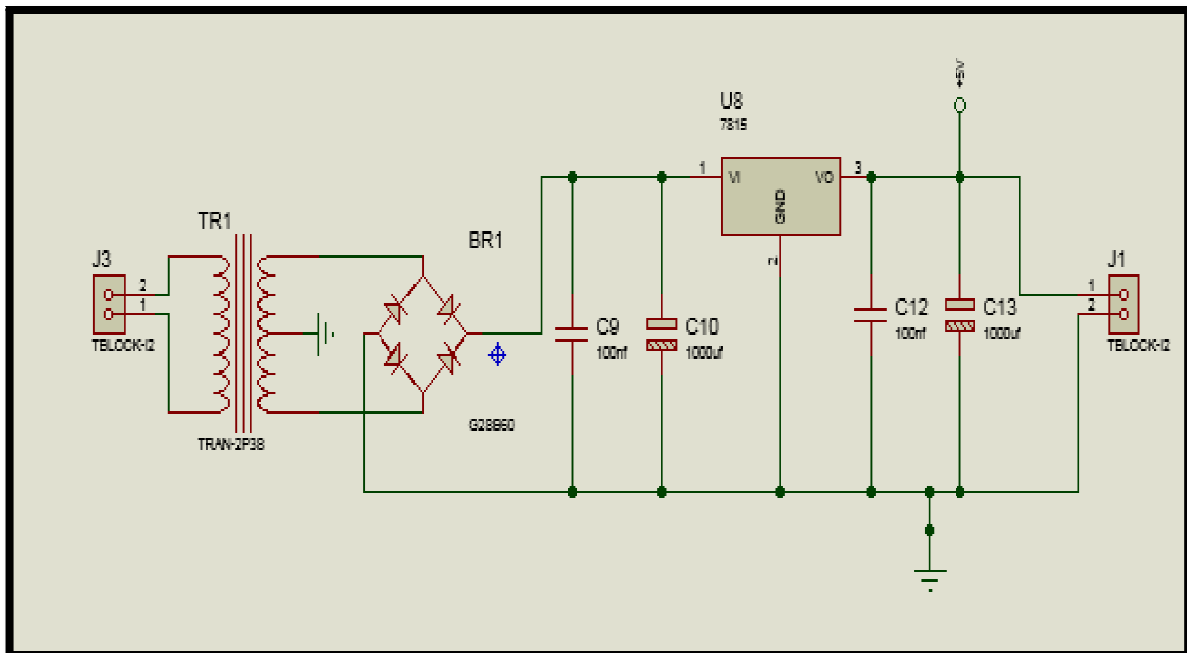 +5V
U8
7815
1
VI
VO
3
GND
2
TR1
BR1
J3
2
1
TBLOCK-I2
C9
100nf
C10
1000uf
C12
100nf
C13
1000uf
J1
1
2
TBLOCK-I2
TRAN-2P3S